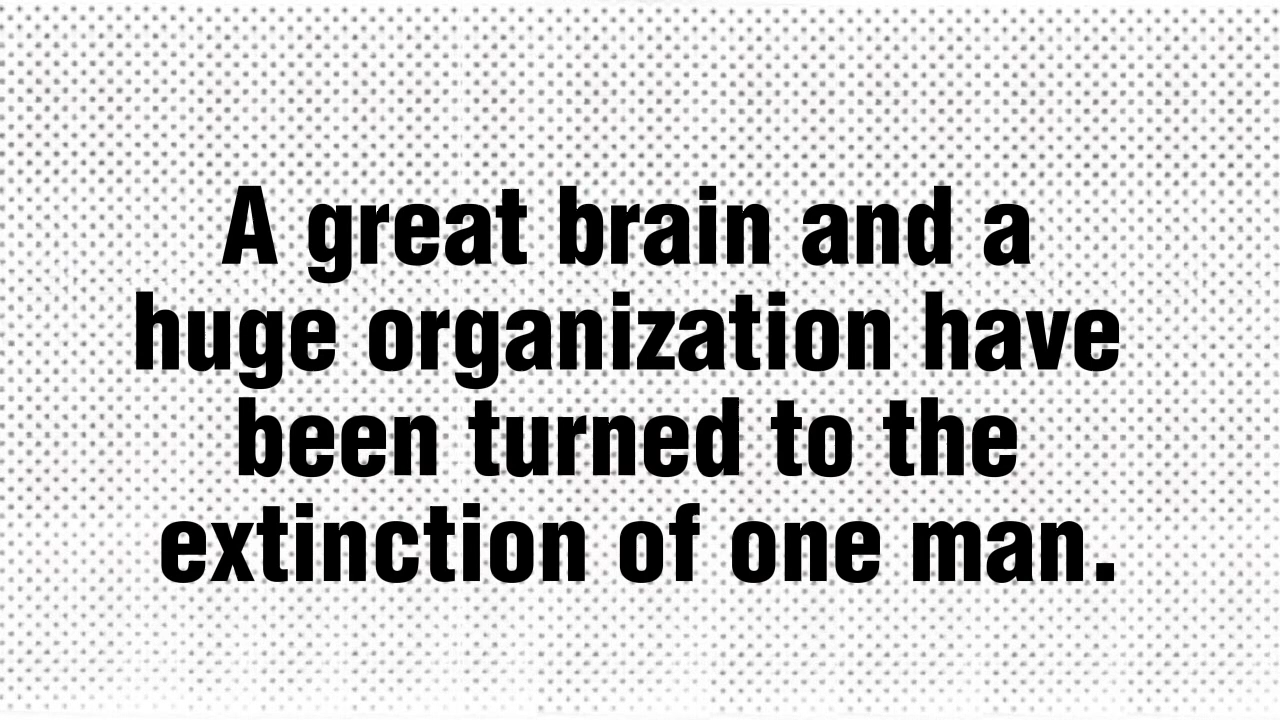 A great brain and a
huge organization have
been turned to the
extinction of one man.